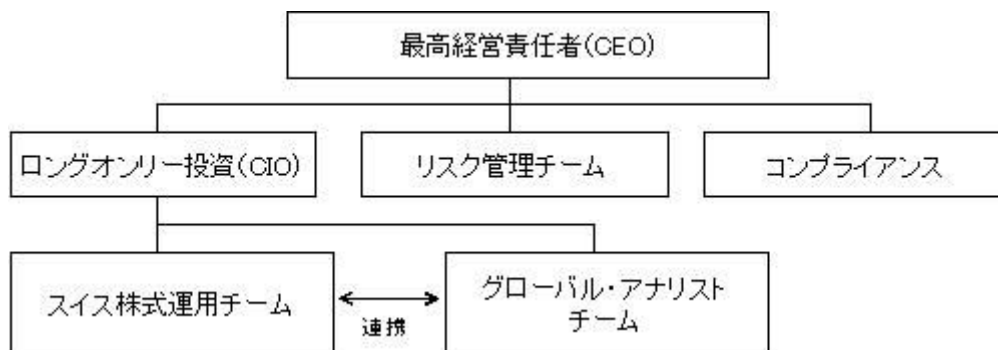 最高経営責任者(CEO)
ロングオンリー投資(CIO)
リスク管理チーム
コンプライアンス
スイス株式運用チーム
連携
グローバル・アナリスト
チーム